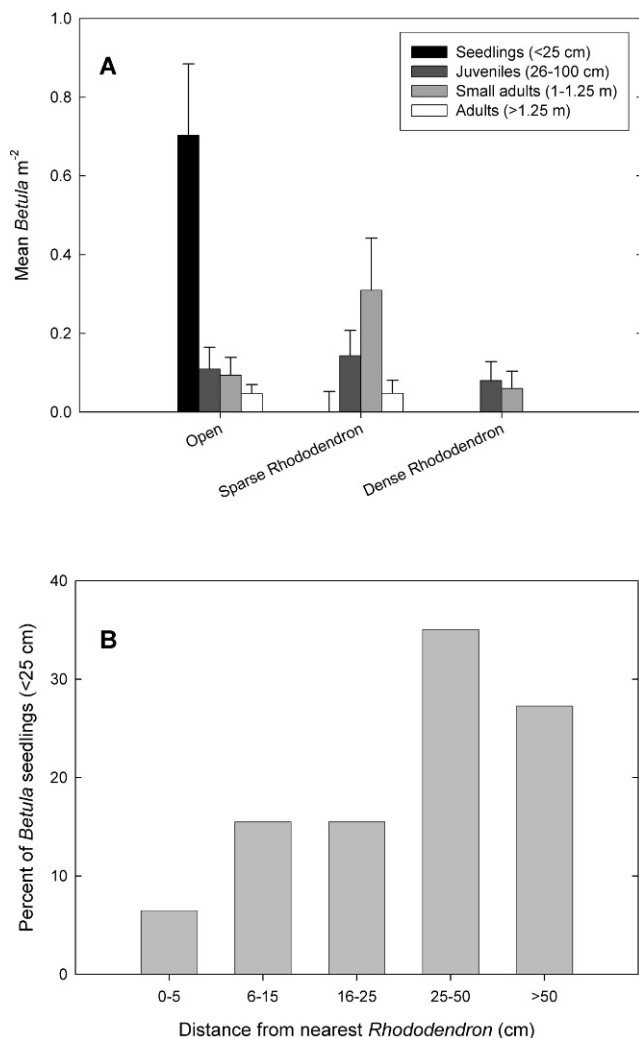 A
Seedlings (<25 cm)
Juveniles (26-100 cm)
Small adults (1-1.25 m)
Adults (>1.25 m)
Mean Betula m-2
1.0
0.8
0.6
0.4
0.2
0.0
Open
Sparse Rhododendron
Dense Rhododendron
B
Percent of Betula seedlings (<25 cm)
40
30
20
10
0
0-5 6-15 16-25 25-50 >50
Distance from nearest Rhododendron (cm)